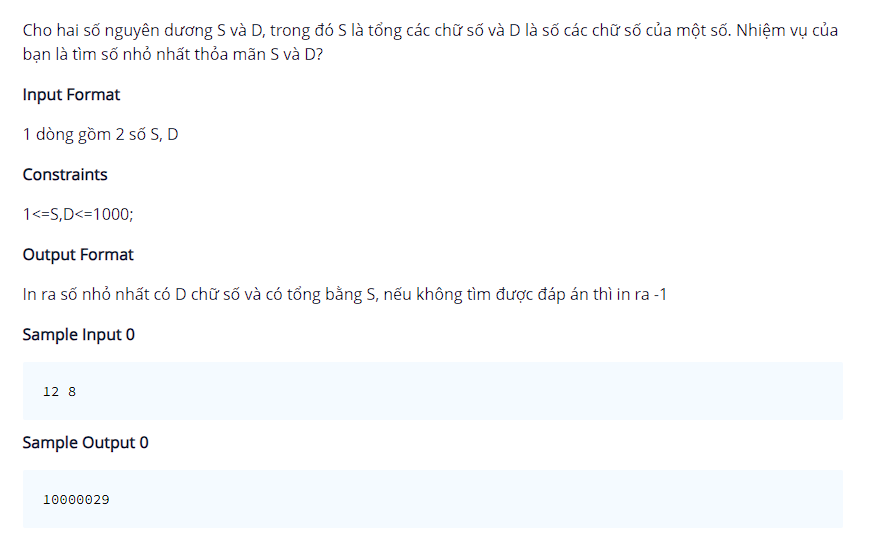 Cho hai số nguyên dương S và D, trong đó S là tổng các chữ số và D là số các chữ số của một số. Nhiệm vụ của
bạn là tìm số nhỏ nhất thỏa mãn S và D?
Input Format
1 dòng gồm 2 số S, D
Constraints
1<=S,D<=1000;
Output Format
In ra số nhỏ nhất có D chữ số và có tổng bằng S, nếu không tìm được đáp án thì in ra -1
Sample Input 0
12 8
Sample Output 0
10000029